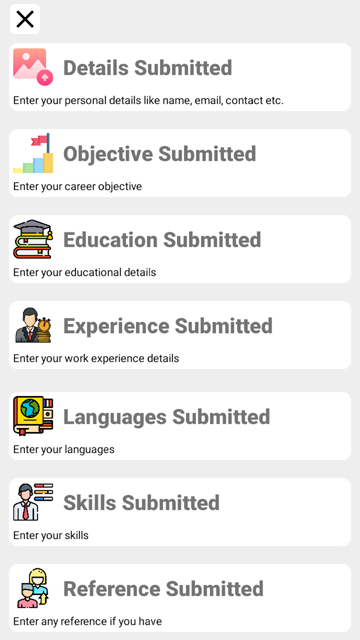 Details Submitted
Enter your personal details like name, email, contact etc.
Objective Submitted
Enter your career objective
Education Submitted
Enter your educational details
Experience Submitted
Enter your work experience details
Languages Submitted
Enter your languages
Skills Submitted
Enter your skills
Reference Submitted
Enter any reference if you have